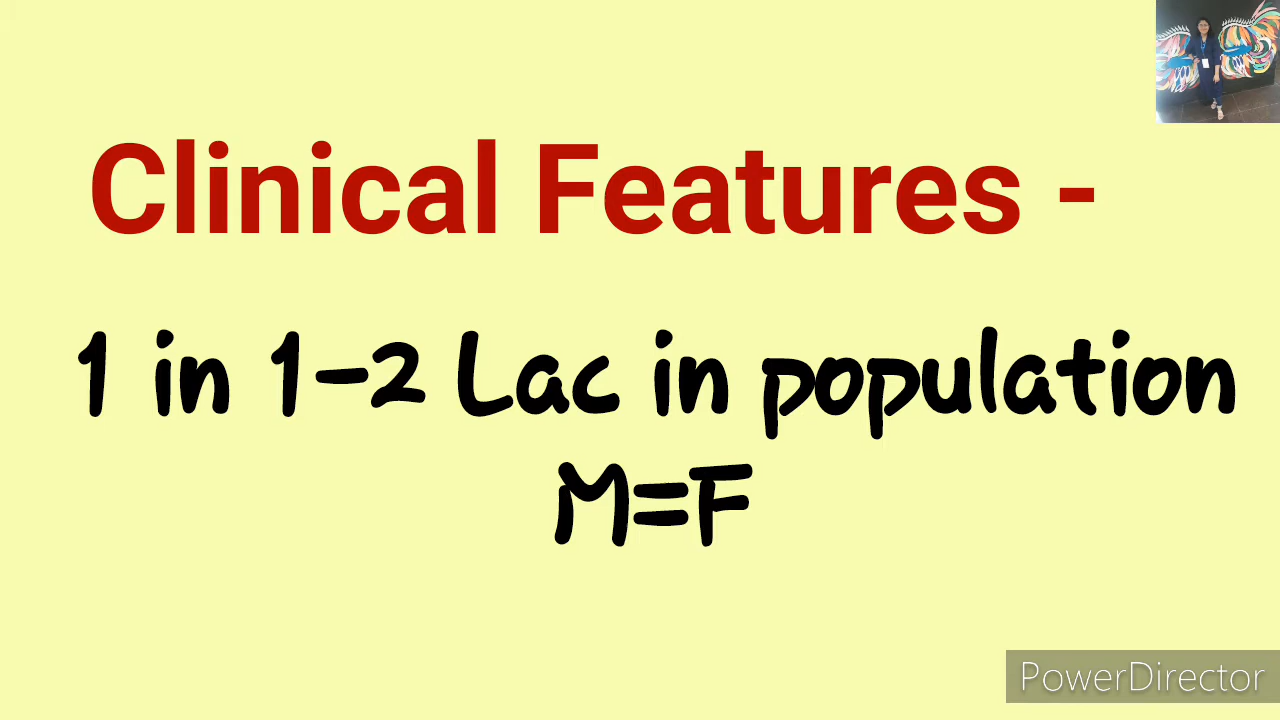 Clinical Features -
1 in 1-2 Lac in population
M=F
PowerDirector